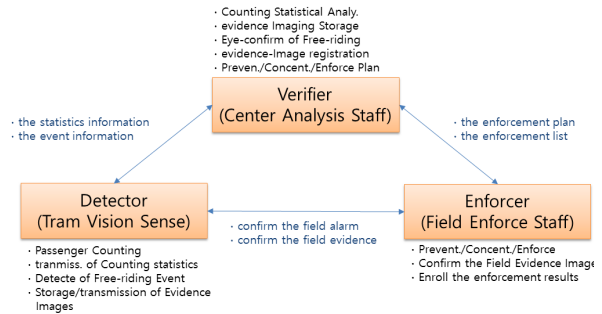 · Counting Statistical Analy.
· evidence Imaging Storage
· Eye-confirm of Free-riding
· evidence-Image registration
· Preven./Concent./Enforce Plan
Verifier
(Center Analysis Staff)
· the statistics information
· the event information
· the enforcement plan
· the enforcement list
Detector
(Tram Vision Sense)
· confirm the field alarm
· confirm the field evidence
Enforcer
(Field Enforce Staff)
· Passenger Counting
· tranmiss. of Counting statistics
· Detecte of Free-riding Event
· Storage/transmission of Evidence
Images
· Prevent./Concent./Enforce
· Confirm the Field Evidence Image
· Enroll the enforcement results